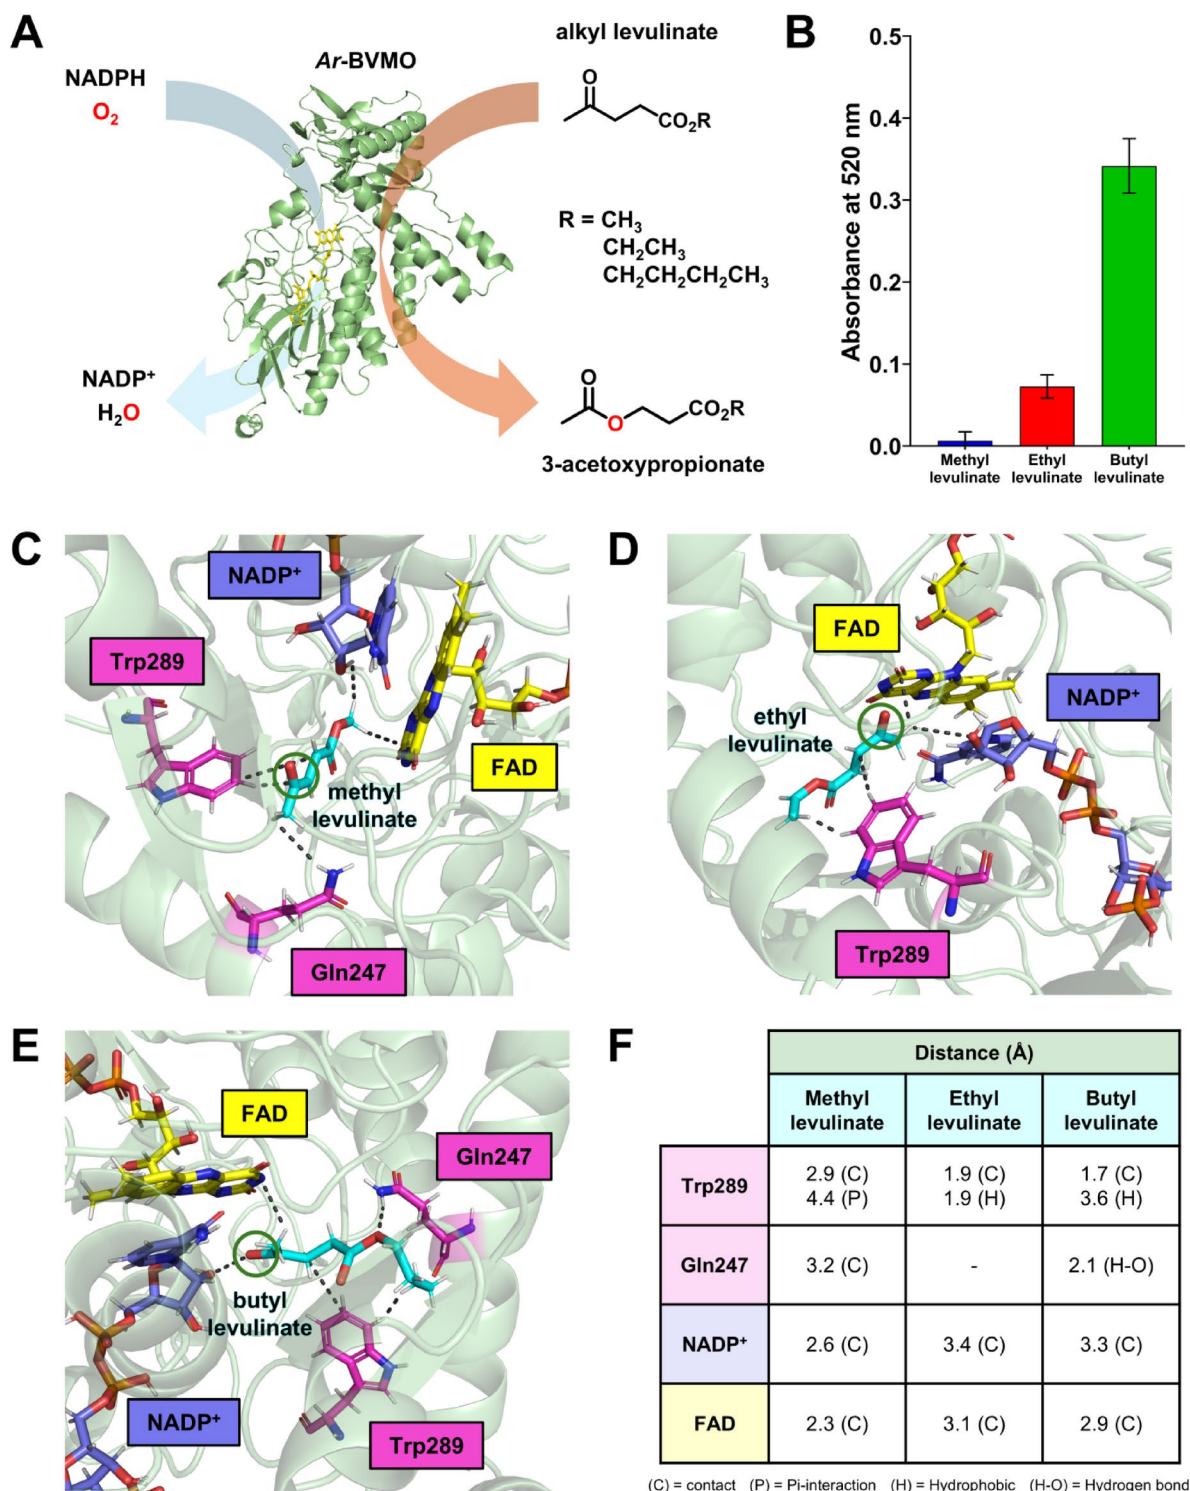 A
alkyl levulinate
Ar-BVMO
NADPH
O₂
O
CO₂R
R = CH₃
CH₂CH₃
CH₂CH₂CH₂CH₃
NADP⁺
H₂O
O
O
CO₂R
3-acetoxypropionate
B
Absorbance at 520 nm
0.5
0.4
0.3
0.2
0.1
0.0
Methyl levulinate
Ethyl levulinate
Butyl levulinate
C
NADP⁺
Trp289
FAD
methyl
levulinate
Gln247
D
FAD
NADP⁺
ethyl
levulinate
Trp289
E
FAD
Gln247
butyl
levulinate
NADP⁺
Trp289
F
Distance (Å)
Methyl levulinate
Ethyl levulinate
Butyl levulinate
Trp289
2.9 (C)
4.4 (P)
1.9 (C)
1.9 (H)
1.7 (C)
3.6 (H)
Gln247
3.2 (C)
-
2.1 (H-O)
NADP⁺
2.6 (C)
3.4 (C)
3.3 (C)
FAD
2.3 (C)
3.1 (C)
2.9 (C)
(C) = contact (P) = Pi-interaction (H) = Hydrophobic (H-O) = Hydrogen bond